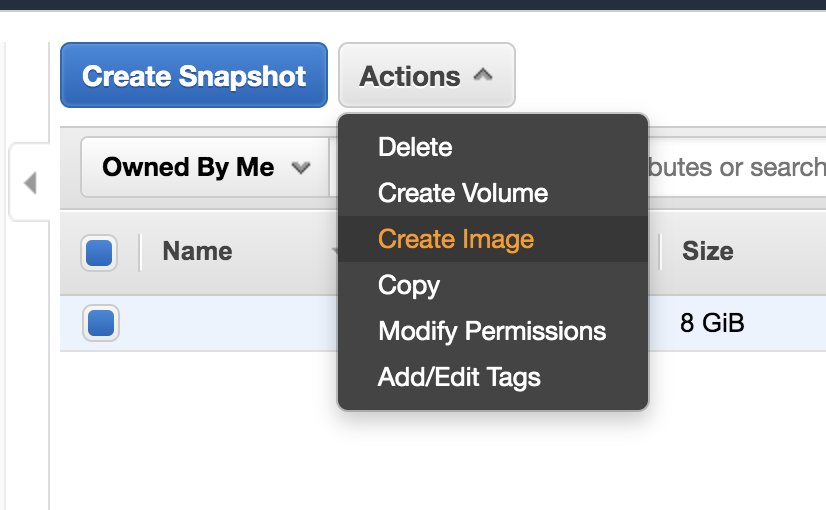 Create Snapshot
Actions
Owned By Me
butes or search
Delete
Create Volume
Create Image
Copy
Modify Permissions
Add/Edit Tags
Name
Size
8 GiB